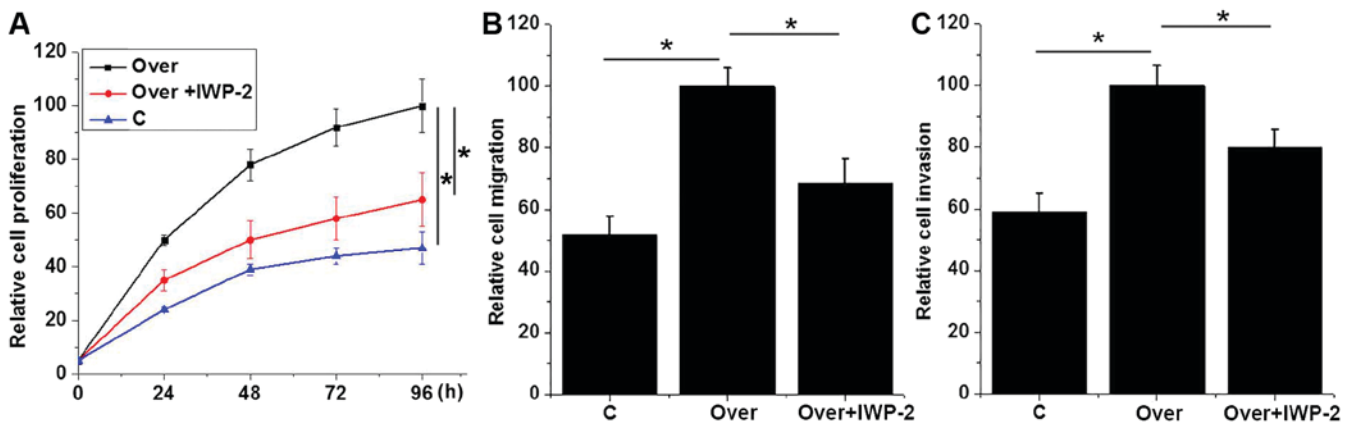 A
Relative cell proliferation
120
100
80
60
40
20
0
Over
Over +IWP-2
C
*
*
0 24 48 72 96 (h)
B
Relative cell migration
120
100
80
60
40
20
0
*
*
C Over Over+IWP-2
C
Relative cell invasion
120
100
80
60
40
20
0
*
*
C Over Over+IWP-2